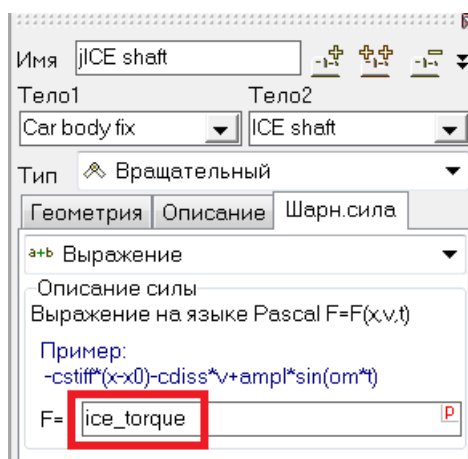 Имя jICE shaft
Тело1 Тело2
Car body fix ICE shaft
Тип Вращательный
Геометрия Описание Шарн.сила
a+b Выражение
Описание силы
Выражение на языке Pascal F=F(x,v,t)
Пример:
-cstiff*(x-x0)-cdiss*v+ampl*sin(om*t)
F= ice_torque P